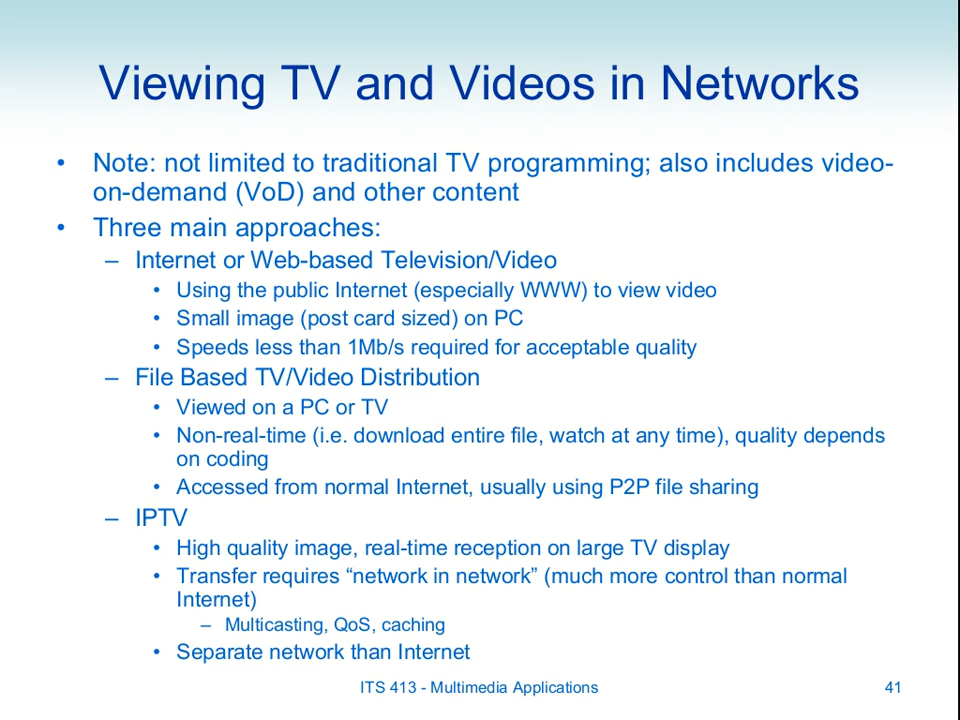 Viewing TV and Videos in Networks
• Note: not limited to traditional TV programming; also includes video-
on-demand (VoD) and other content
• Three main approaches:
– Internet or Web-based Television/Video
• Using the public Internet (especially WWW) to view video
• Small image (post card sized) on PC
• Speeds less than 1Mb/s required for acceptable quality
– File Based TV/Video Distribution
• Viewed on a PC or TV
• Non-real-time (i.e. download entire file, watch at any time), quality depends
on coding
• Accessed from normal Internet, usually using P2P file sharing
– IPTV
• High quality image, real-time reception on large TV display
• Transfer requires “network in network” (much more control than normal
Internet)
– Multicasting, QoS, caching
• Separate network than Internet
ITS 413 - Multimedia Applications 41